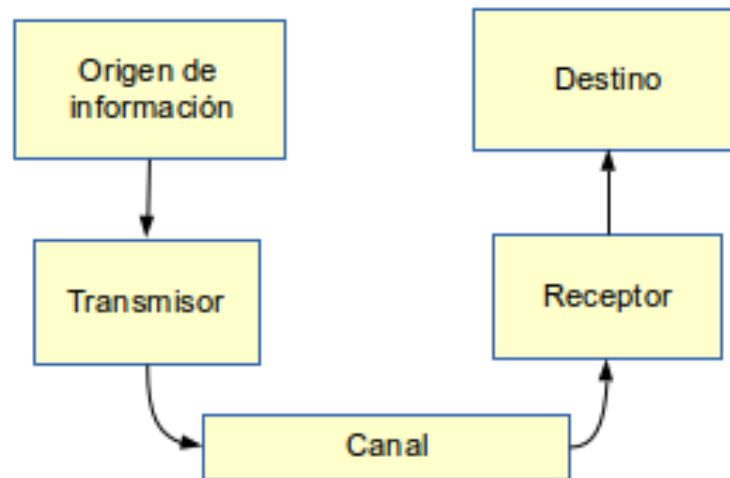 Origen de
información
Transmisor
Canal
Receptor
Destino